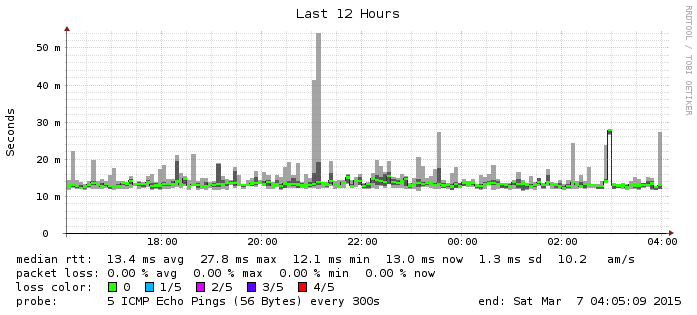 Last 12 Hours
RRDTOOL / TOBI OETIKER
Seconds
50 m
40 m
30 m
20 m
10 m
0
18:00 20:00 22:00 00:00 02:00 04:00
median rtt: 13.4 ms avg 27.8 ms max 12.1 ms min 13.0 ms now 1.3 ms sd 10.2 am/s
packet loss: 0.00 % avg 0.00 % max 0.00 % min 0.00 % now
loss color: 0 1/5 2/5 3/5 4/5
probe: 5 ICMP Echo Pings (56 Bytes) every 300s end: Sat Mar 7 04:05:09 2015